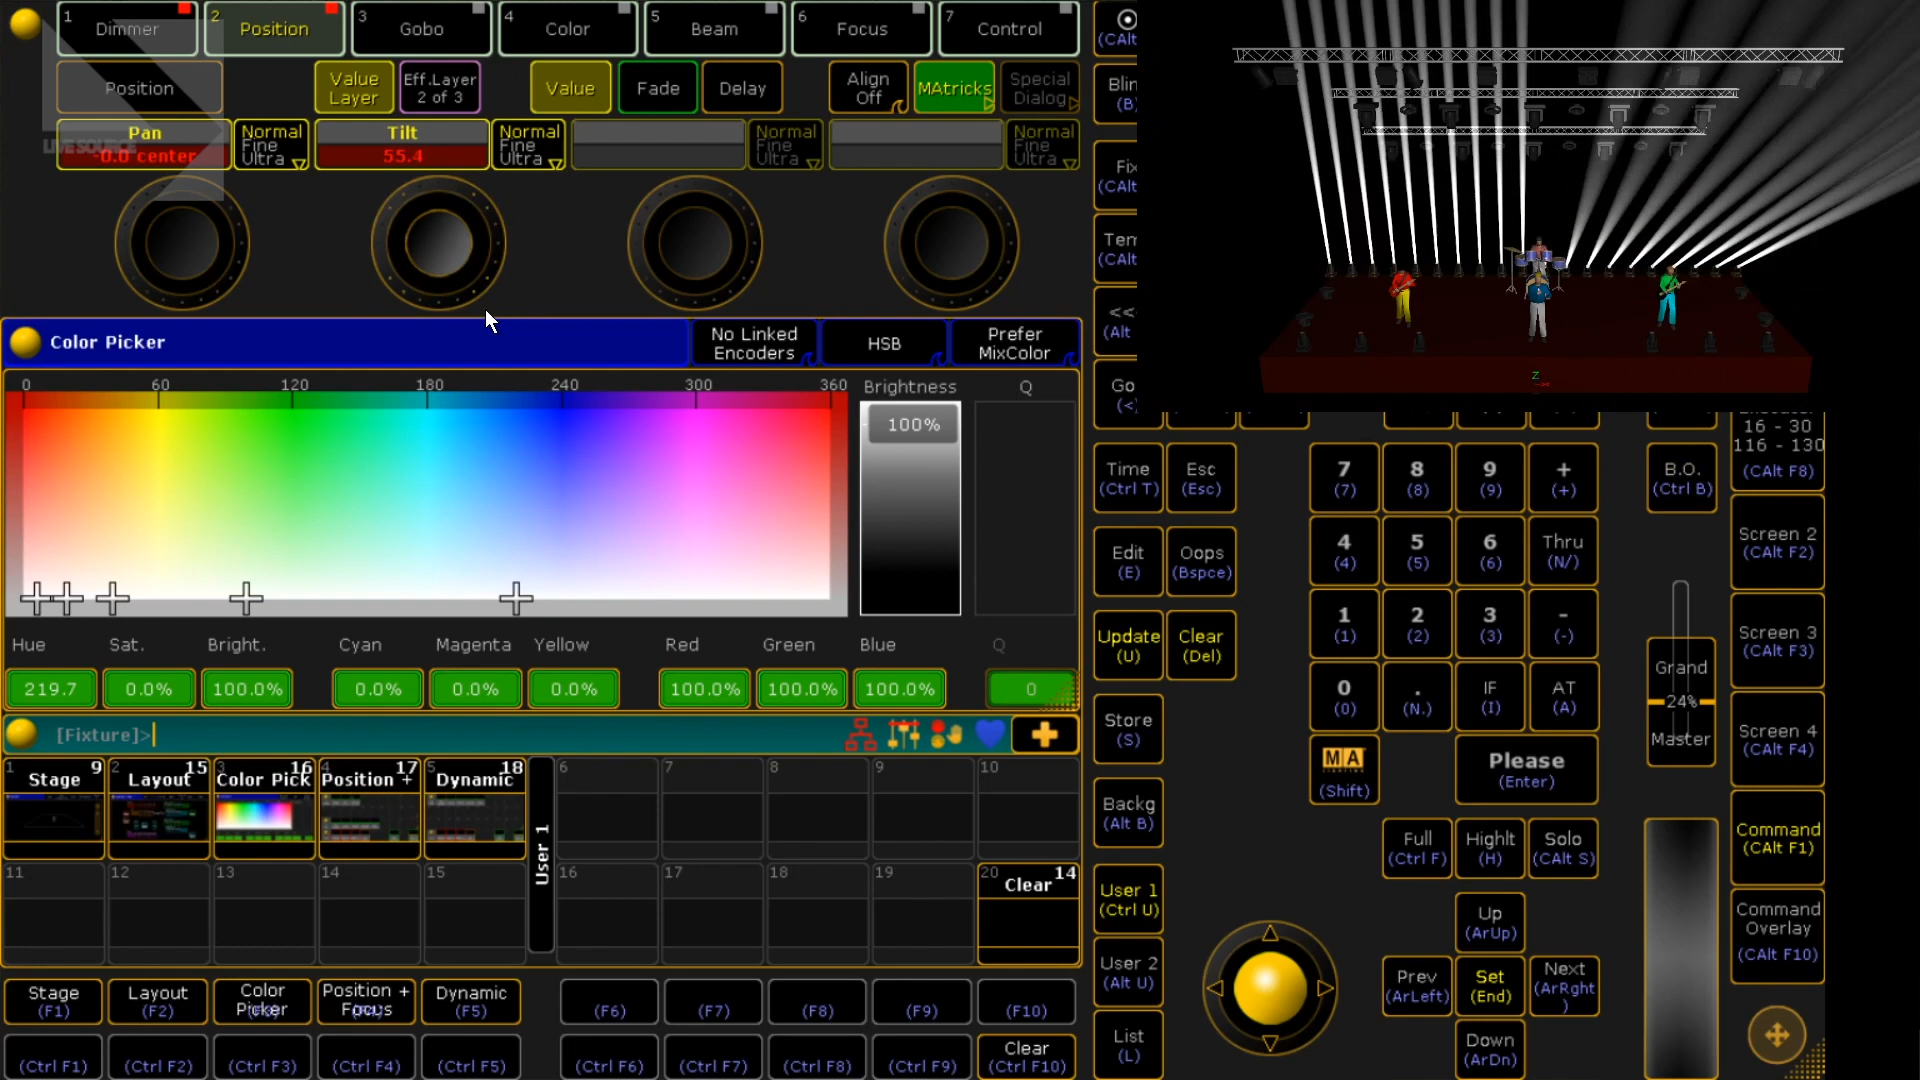 1 Dimmer
2 Position
3 Gobo
4 Color
5 Beam
6 Focus
7 Control
Position
Value
Layer
Eff.Layer
2 of 3
Value
Fade
Delay
Align
Off
MAtricks
Special
Dialog
Pan
-0.0 center
Normal
Fine
Ultra
Tilt
55.4
Normal
Fine
Ultra
Normal
Fine
Ultra
Normal
Fine
Ultra
LIVE SOURCE
Color Picker
No Linked
Encoders
HSB
Prefer
MixColor
0 60 120 180 240 300 360
Brightness
Q
100%
Hue Sat. Bright. Cyan Magenta Yellow Red Green Blue Q
219.7 0.0% 100.0% 0.0% 0.0% 0.0% 100.0% 100.0% 100.0% 0
[Fixture]>
1 Stage 9
2 Layout 15
3 Color Pick 16
4 Position + 17
5 Dynamic 18
User 1
6 7 8 9 10
11 12 13 14 15 16 17 18 19
20 Clear 14
Stage
(F1)
Layout
(F2)
Color
Picker
Position +
Focus
Dynamic
(F5)
(F6)
(F7)
(F8)
(F9)
(F10)
(Ctrl F1)
(Ctrl F2)
(Ctrl F3)
(Ctrl F4)
(Ctrl F5)
(Ctrl F6)
(Ctrl F7)
(Ctrl F8)
(Ctrl F9)
Clear
(Ctrl F10)
(CAlt
Blin
(B)
Fix
(CAlt
Tem
(CAlt
<<
(Alt
Go
(<)
Z
Time
(Ctrl T)
Esc
(Esc)
Edit
(E)
Oops
(Bspce)
Update
(U)
Clear
(Del)
Store
(S)
Backg
(Alt B)
User 1
(Ctrl U)
User 2
(Alt U)
List
(L)
7
(7)
8
(8)
9
(9)
+
(+)
4
(4)
5
(5)
6
(6)
Thru
(N/)
1
(1)
2
(2)
3
(3)
-
(-)
0
(0)
.
(N.)
IF
(I)
AT
(A)
MA
(Shift)
Please
(Enter)
Full
(Ctrl F)
Highlt
(H)
Solo
(CAlt S)
Up
(ArUp)
Prev
(ArLeft)
Set
(End)
Next
(ArRght
)
Down
(ArDn)
B.O.
(Ctrl B)
Grand
24%
Master
16 - 30
116 - 130
(CAlt F8)
Screen 2
(CAlt F2)
Screen 3
(CAlt F3)
Screen 4
(CAlt F4)
Command
(CAlt F1)
Command
Overlay
(CAlt F10)